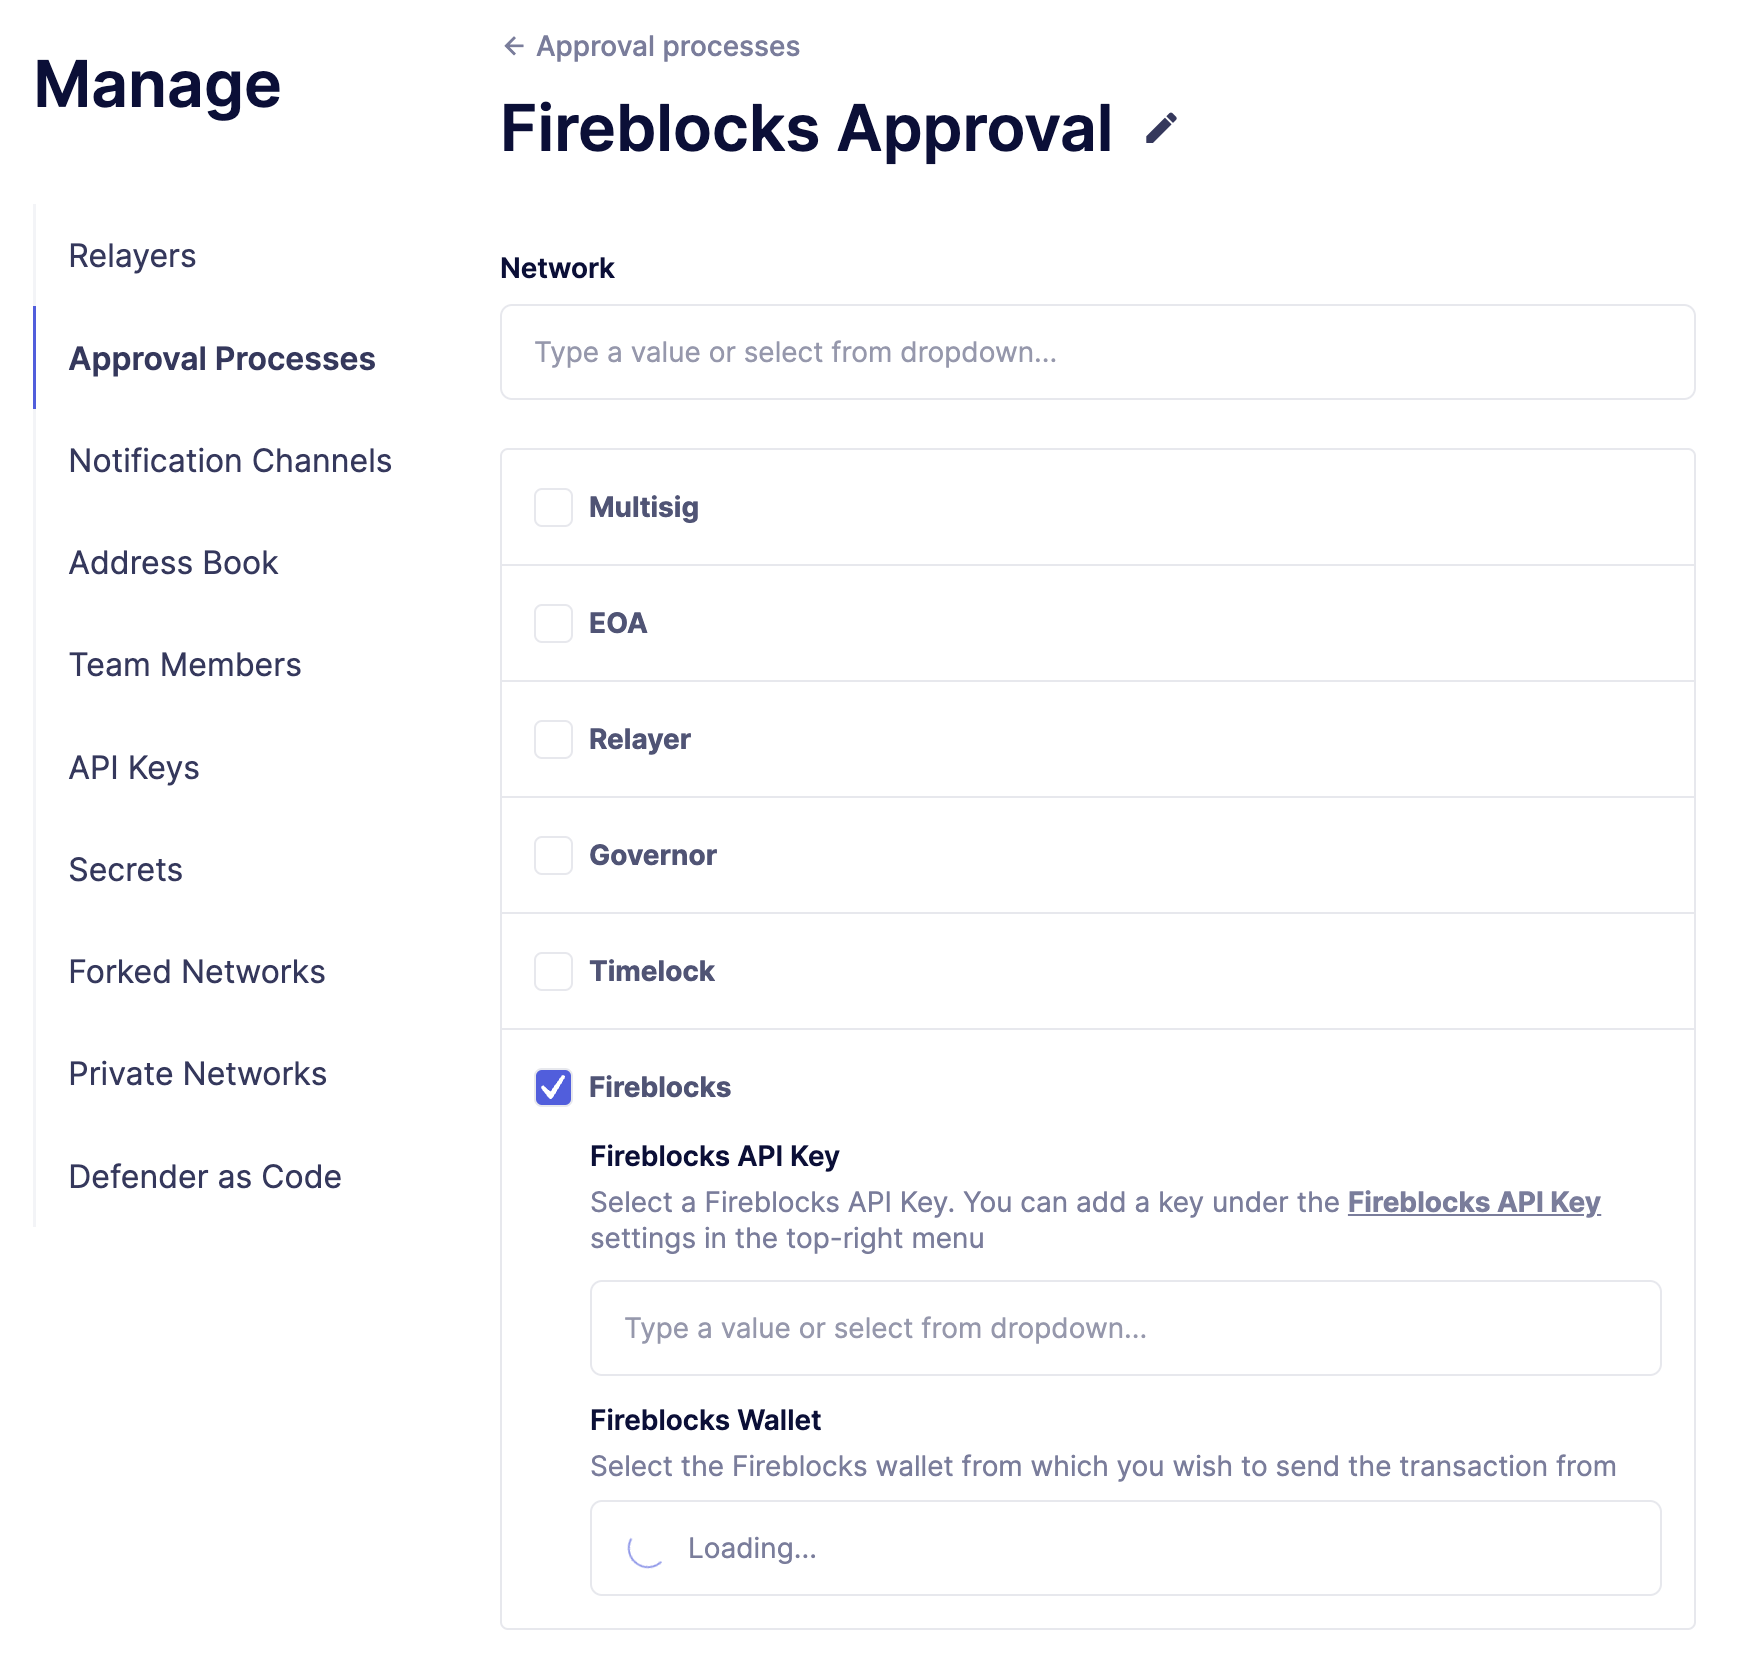 Manage
Relayers
Approval Processes
Notification Channels
Address Book
Team Members
API Keys
Secrets
Forked Networks
Private Networks
Defender as Code
← Approval processes
Fireblocks Approval
Network
Type a value or select from dropdown...
Multisig
EOA
Relayer
Governor
Timelock
Fireblocks
Fireblocks API Key
Select a Fireblocks API Key. You can add a key under the Fireblocks API Key
settings in the top-right menu
Type a value or select from dropdown...
Fireblocks Wallet
Select the Fireblocks wallet from which you wish to send the transaction from
Loading...